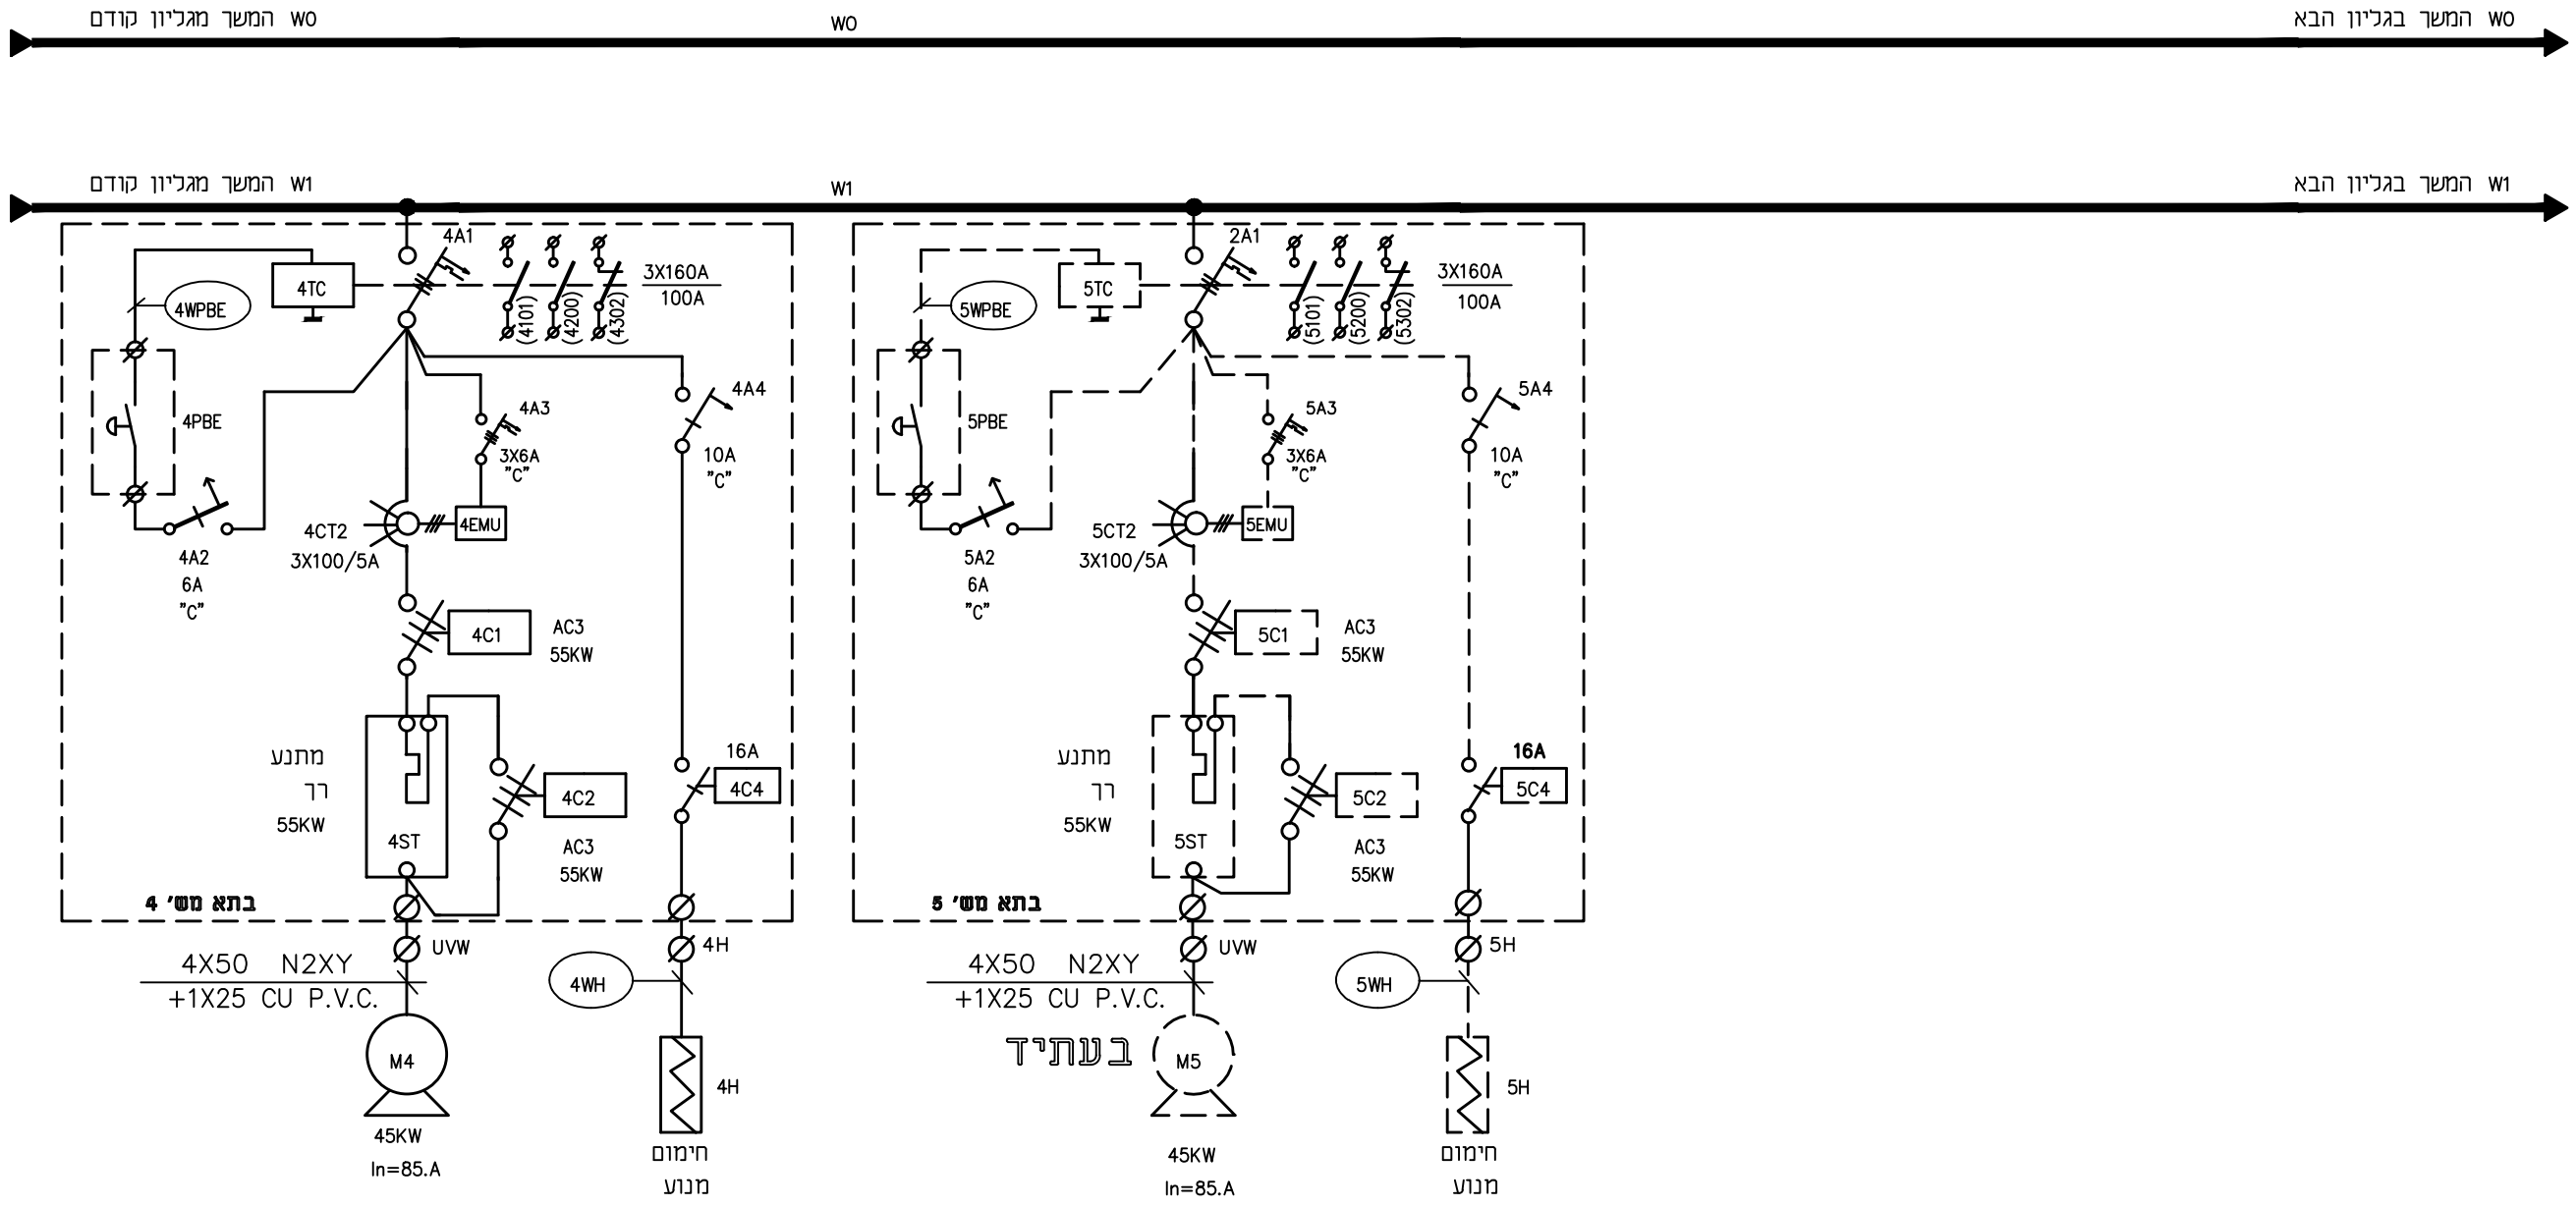 W0 המשך מגליון קודם
W0
W0 המשך בגליון הבא
W1 המשך מגליון קודם
W1
W1 המשך בגליון הבא
4A1
4TC
4WPBE
(4101)
(4200)
(4302)
3X160A
100A
4PBE
4A3
3X6A
"C"
4A4
10A
"C"
4CT2
3X100/5A
4EMU
4A2
6A
"C"
4C1
AC3
55KW
מתנע
רך
55KW
4ST
4C2
AC3
55KW
16A
4C4
בתא מש' 4
UVW
4H
4X50 N2XY
+1X25 CU P.V.C.
4WH
M4
45KW
In=85.A
4H
חימום
מנוע
2A1
5TC
5WPBE
(5101)
(5200)
(5302)
3X160A
100A
5PBE
5A3
3X6A
"C"
5A4
10A
"C"
5CT2
3X100/5A
5EMU
5A2
6A
"C"
5C1
AC3
55KW
מתנע
רך
55KW
5ST
5C2
AC3
55KW
16A
5C4
בתא מש' 5
UVW
5H
4X50 N2XY
+1X25 CU P.V.C.
5WH
בעתיד
M5
45KW
In=85.A
5H
חימום
מנוע